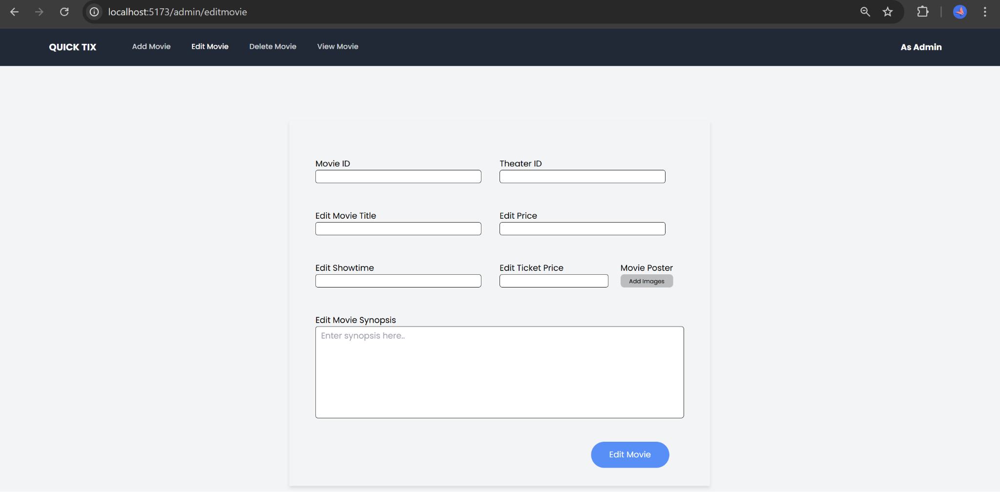 localhost:5173/admin/editmovie
QUICK TIX Add Movie Edit Movie Delete Movie View Movie As Admin
Movie ID Theater ID
Edit Movie Title Edit Price
Edit Showtime Edit Ticket Price Movie Poster
Add Images
Edit Movie Synopsis
Enter synopsis here..
Edit Movie